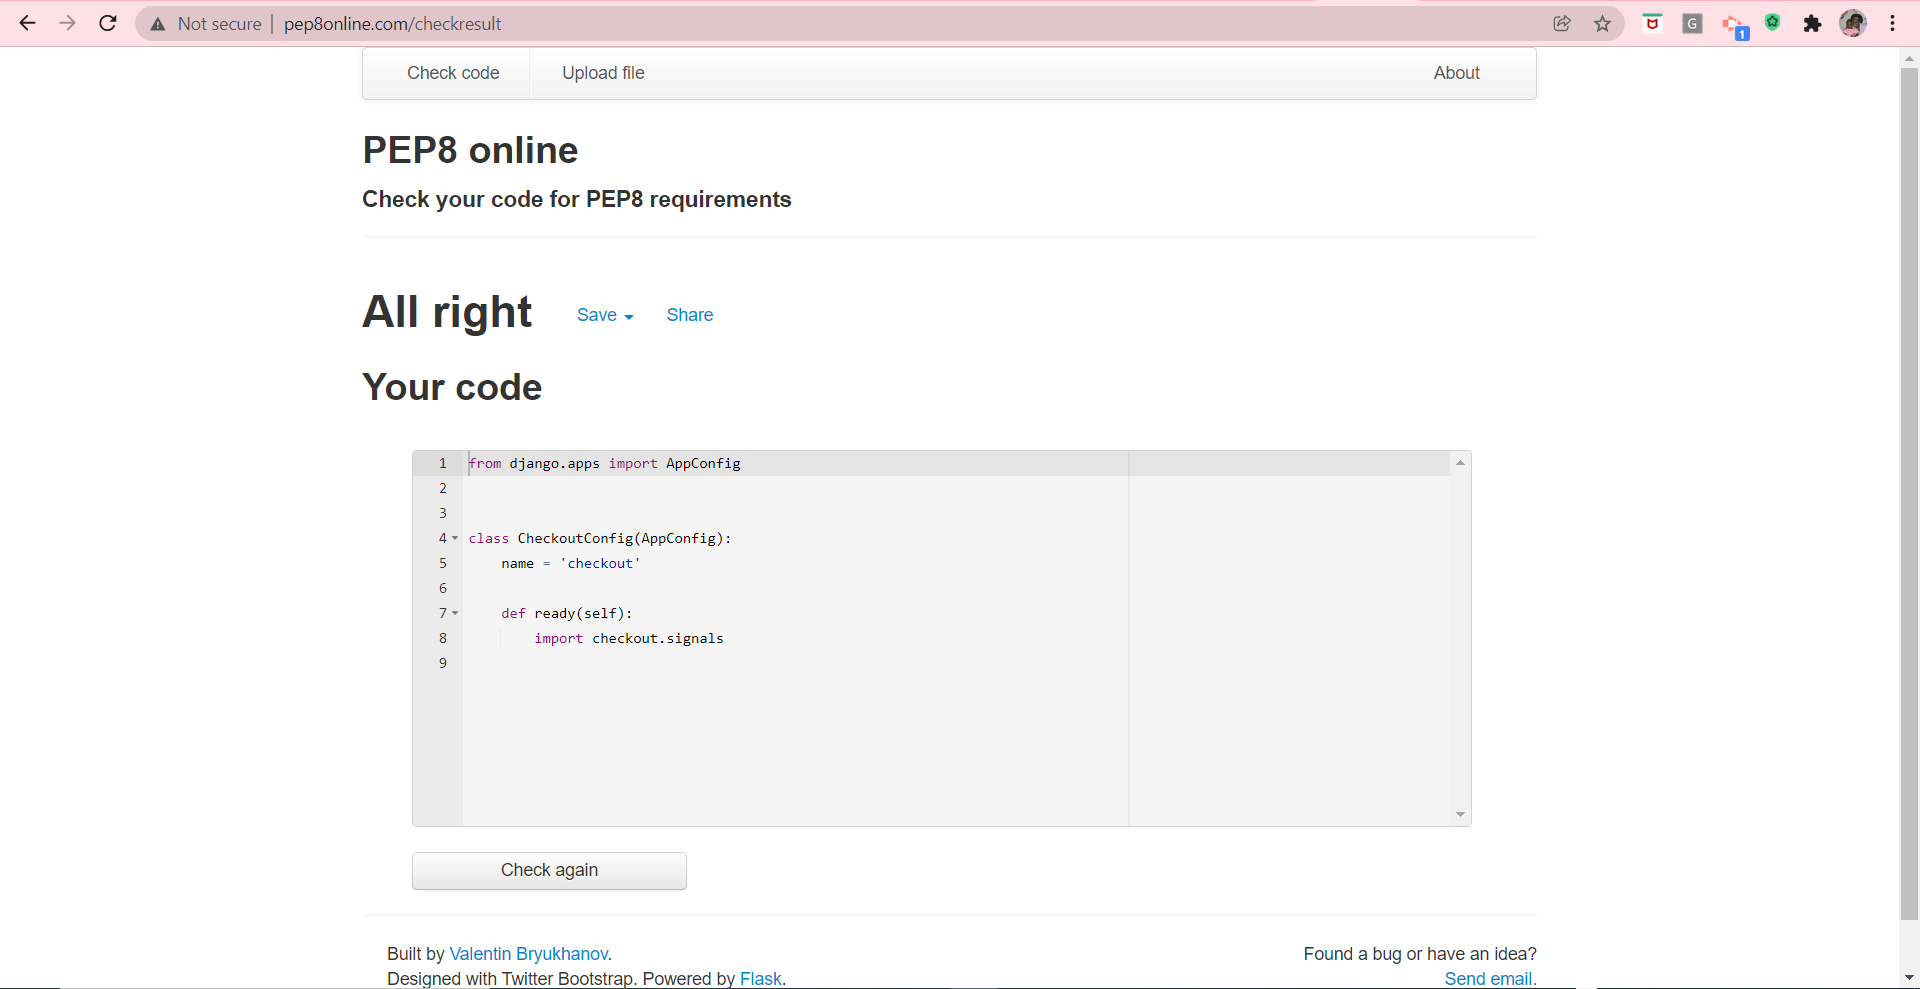 Not secure | pep8online.com/checkresult
G
1
Check code Upload file About
PEP8 online
Check your code for PEP8 requirements
All right Save Share
Your code
1 from django.apps import AppConfig
2
3
4 class CheckoutConfig(AppConfig):
5     name = 'checkout'
6
7     def ready(self):
8         import checkout.signals
9
Check again
Built by Valentin Bryukhanov. Found a bug or have an idea?
Designed with Twitter Bootstrap. Powered by Flask. Send email.